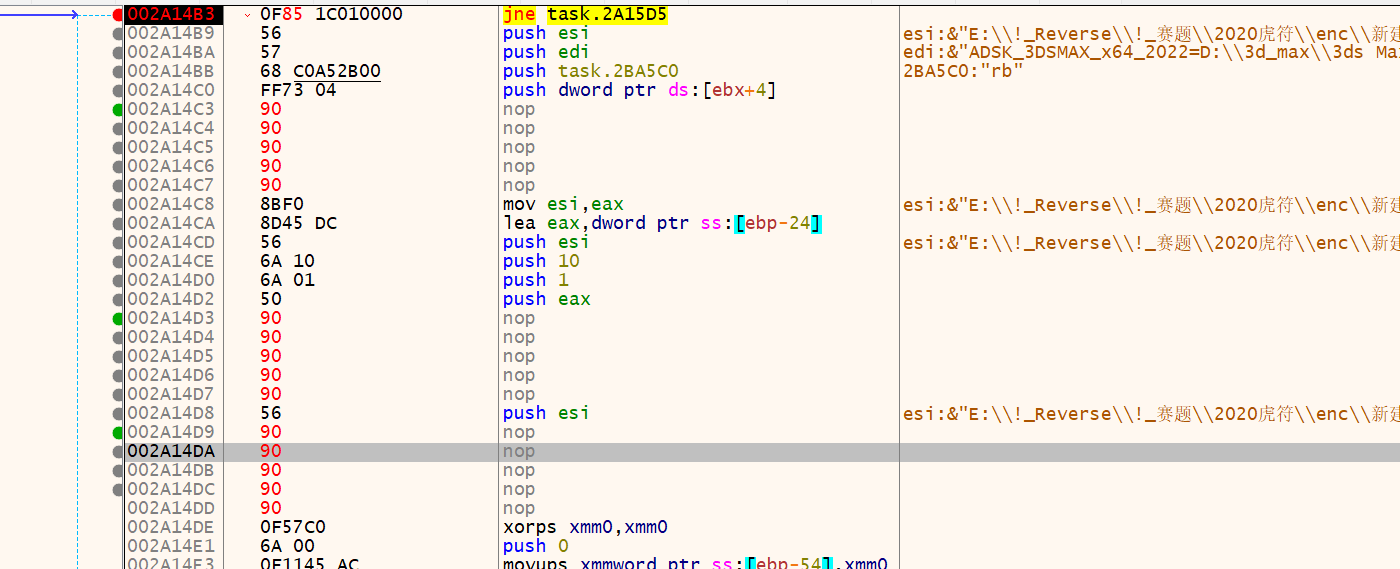 002A14B3 0F85 1C010000 jne task.2A15D5
002A14B9 56 push esi esi:&"E:\\!_Reverse\\!_赛题\\2020虎符\\enc\\新建
002A14BA 57 push edi edi:&"ADSK_3DSMAX_x64_2022=D:\\3d_max\\3ds Ma
002A14BB 68 C0A52B00 push task.2BA5C0 2BA5C0:"rb"
002A14C0 FF73 04 push dword ptr ds:[ebx+4]
002A14C3 90 nop
002A14C4 90 nop
002A14C5 90 nop
002A14C6 90 nop
002A14C7 90 nop
002A14C8 8BF0 mov esi,eax esi:&"E:\\!_Reverse\\!_赛题\\2020虎符\\enc\\新建
002A14CA 8D45 DC lea eax,dword ptr ss:[ebp-24]
002A14CD 56 push esi esi:&"E:\\!_Reverse\\!_赛题\\2020虎符\\enc\\新建
002A14CE 6A 10 push 10
002A14D0 6A 01 push 1
002A14D2 50 push eax
002A14D3 90 nop
002A14D4 90 nop
002A14D5 90 nop
002A14D6 90 nop
002A14D7 90 nop
002A14D8 56 push esi esi:&"E:\\!_Reverse\\!_赛题\\2020虎符\\enc\\新建
002A14D9 90 nop
002A14DA 90 nop
002A14DB 90 nop
002A14DC 90 nop
002A14DD 90 nop
002A14DE 0F57C0 xorps xmm0,xmm0
002A14E1 6A 00 push 0
002A14E3 0F1145 AC movups xmmword ptr ss:[ebp-54],xmm0